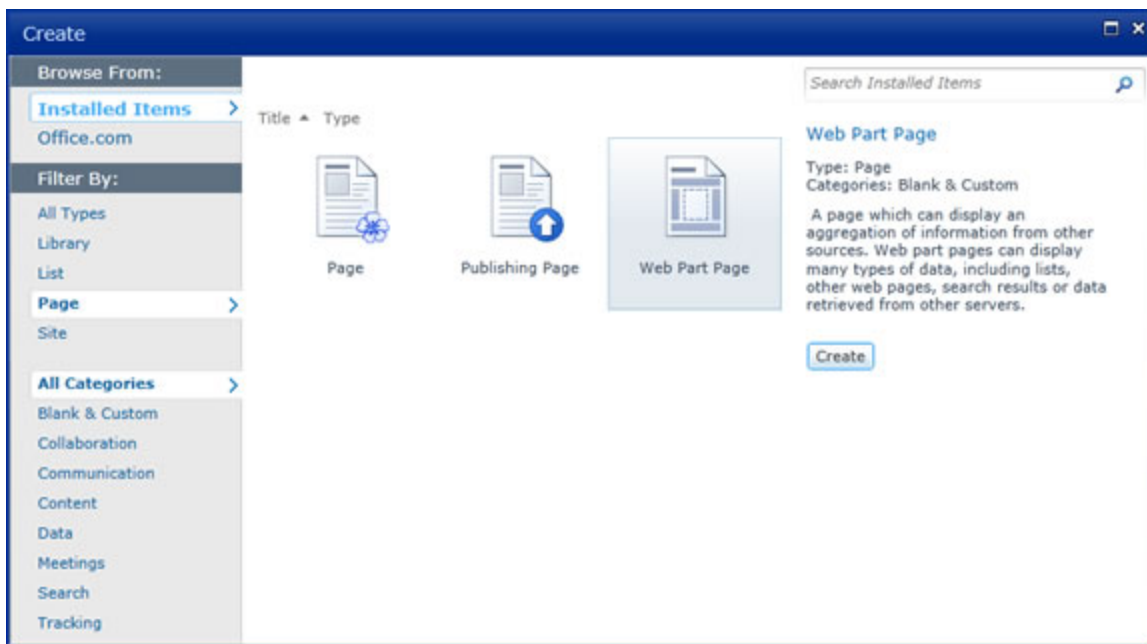 Create
Browse From:
Installed Items
Office.com
Filter By:
All Types
Library
List
Page
Site
All Categories
Blank & Custom
Collaboration
Communication
Content
Data
Meetings
Search
Tracking
Title Type
Page
Publishing Page
Web Part Page
Search Installed Items
Web Part Page
Type: Page
Categories: Blank & Custom
A page which can display an
aggregation of information from other
sources. Web part pages can display
many types of data, including lists,
other web pages, search results or data
retrieved from other servers.
Create